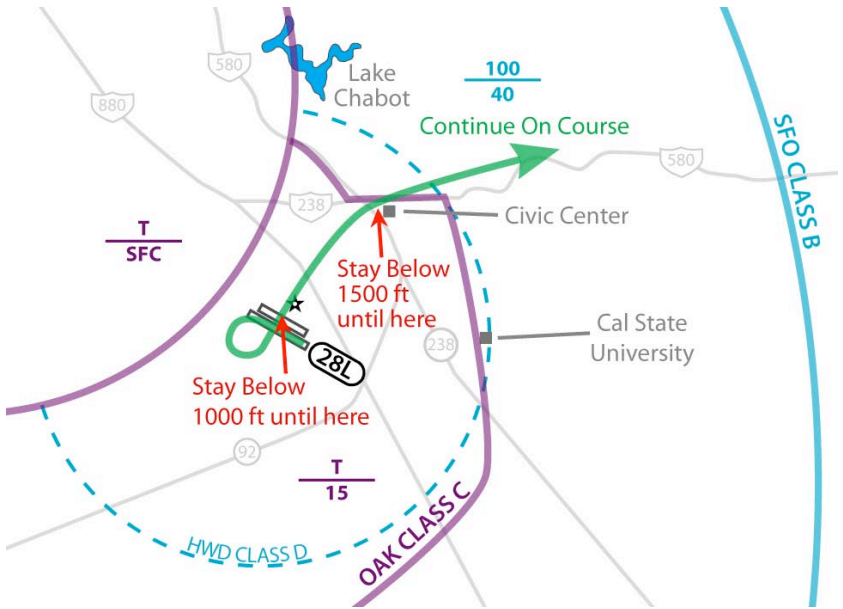 580
580
880
Lake
Chabot
100
40
Continue On Course
580
SFO CLASS B
238
Civic Center
T
SFC
Stay Below
1500 ft
until here
Cal State
University
238
28L
Stay Below
1000 ft until here
92
T
15
HWD CLASS D
OAK CLASS C